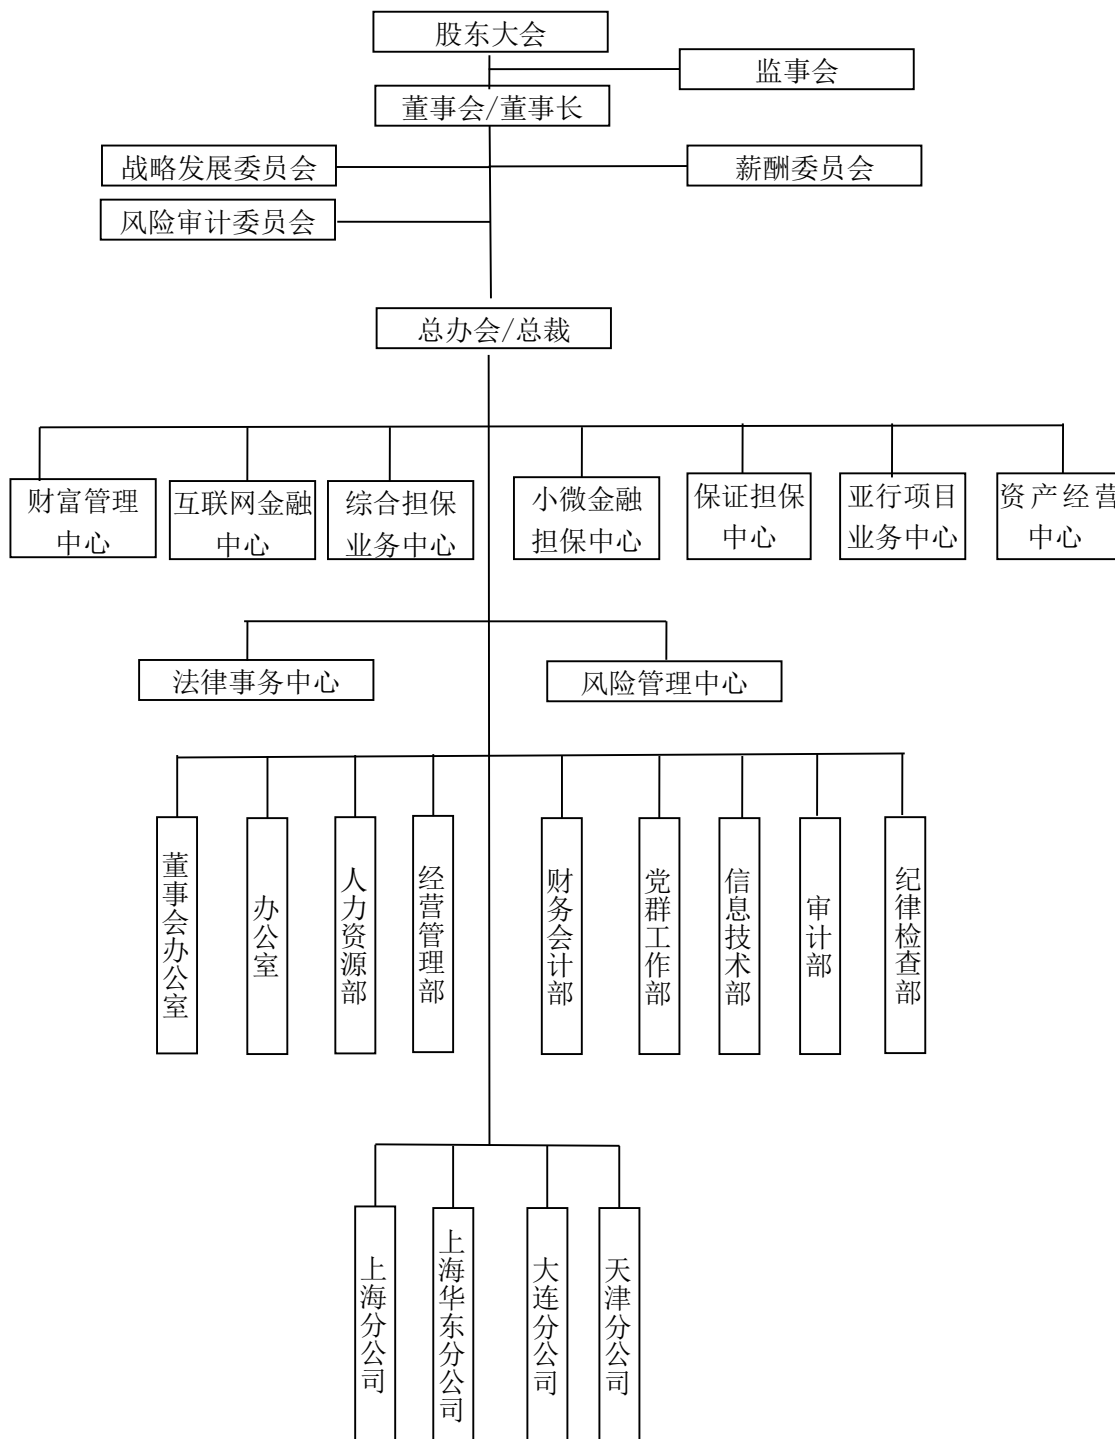 股东大会
监事会
董事会/董事长
战略发展委员会
薪酬委员会
风险审计委员会
总办会/总裁
财富管理
中心
互联网金融
中心
综合担保
业务中心
小微金融
担保中心
保证担保
中心
亚行项目
业务中心
资产经营
中心
法律事务中心
风险管理中心
董事会办公室
办公室
人力资源部
经营管理部
财务会计部
党群工作部
信息技术部
审计部
纪律检查部
上海分公司
上海华东分公司
大连分公司
天津分公司